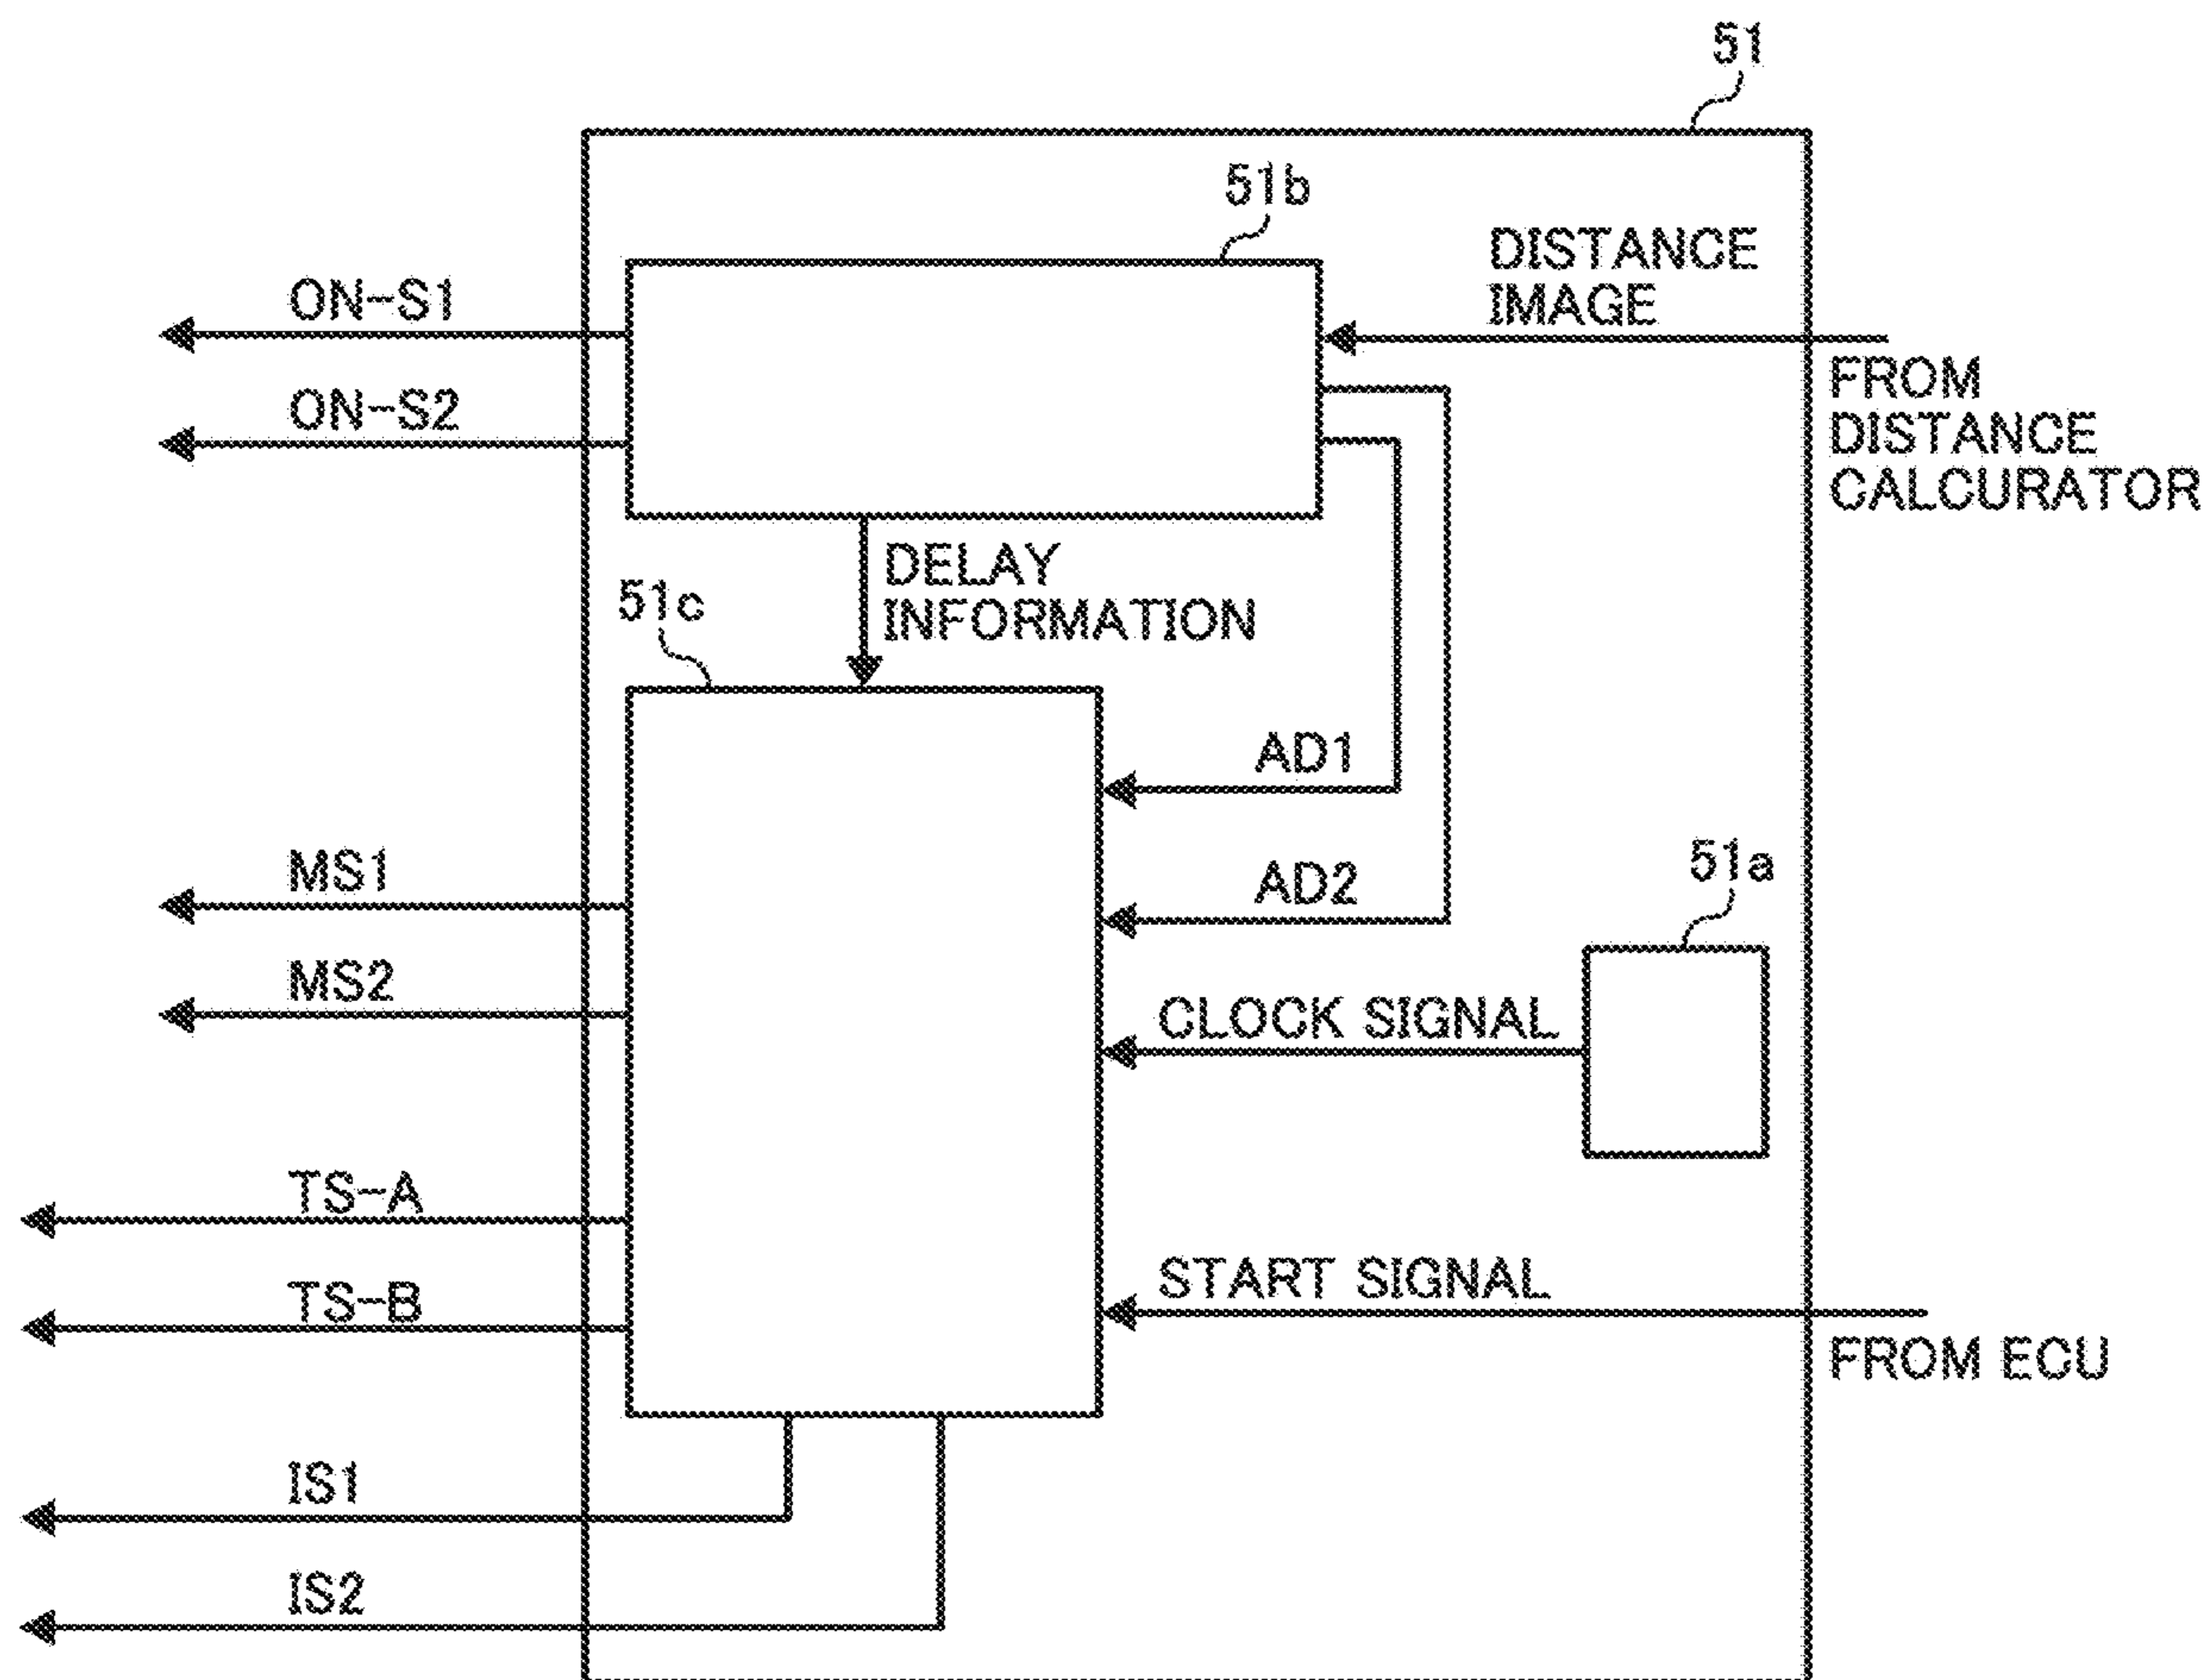 51
51b
DISTANCE
IMAGE
ON-S1
FROM
DISTANCE
CALCURATOR
ON-S2
DELAY
INFORMATION
51c
AD1
MS1
AD2
51a
MS2
CLOCK SIGNAL
TS-A
START SIGNAL
TS-B
FROM ECU
IS1
IS2